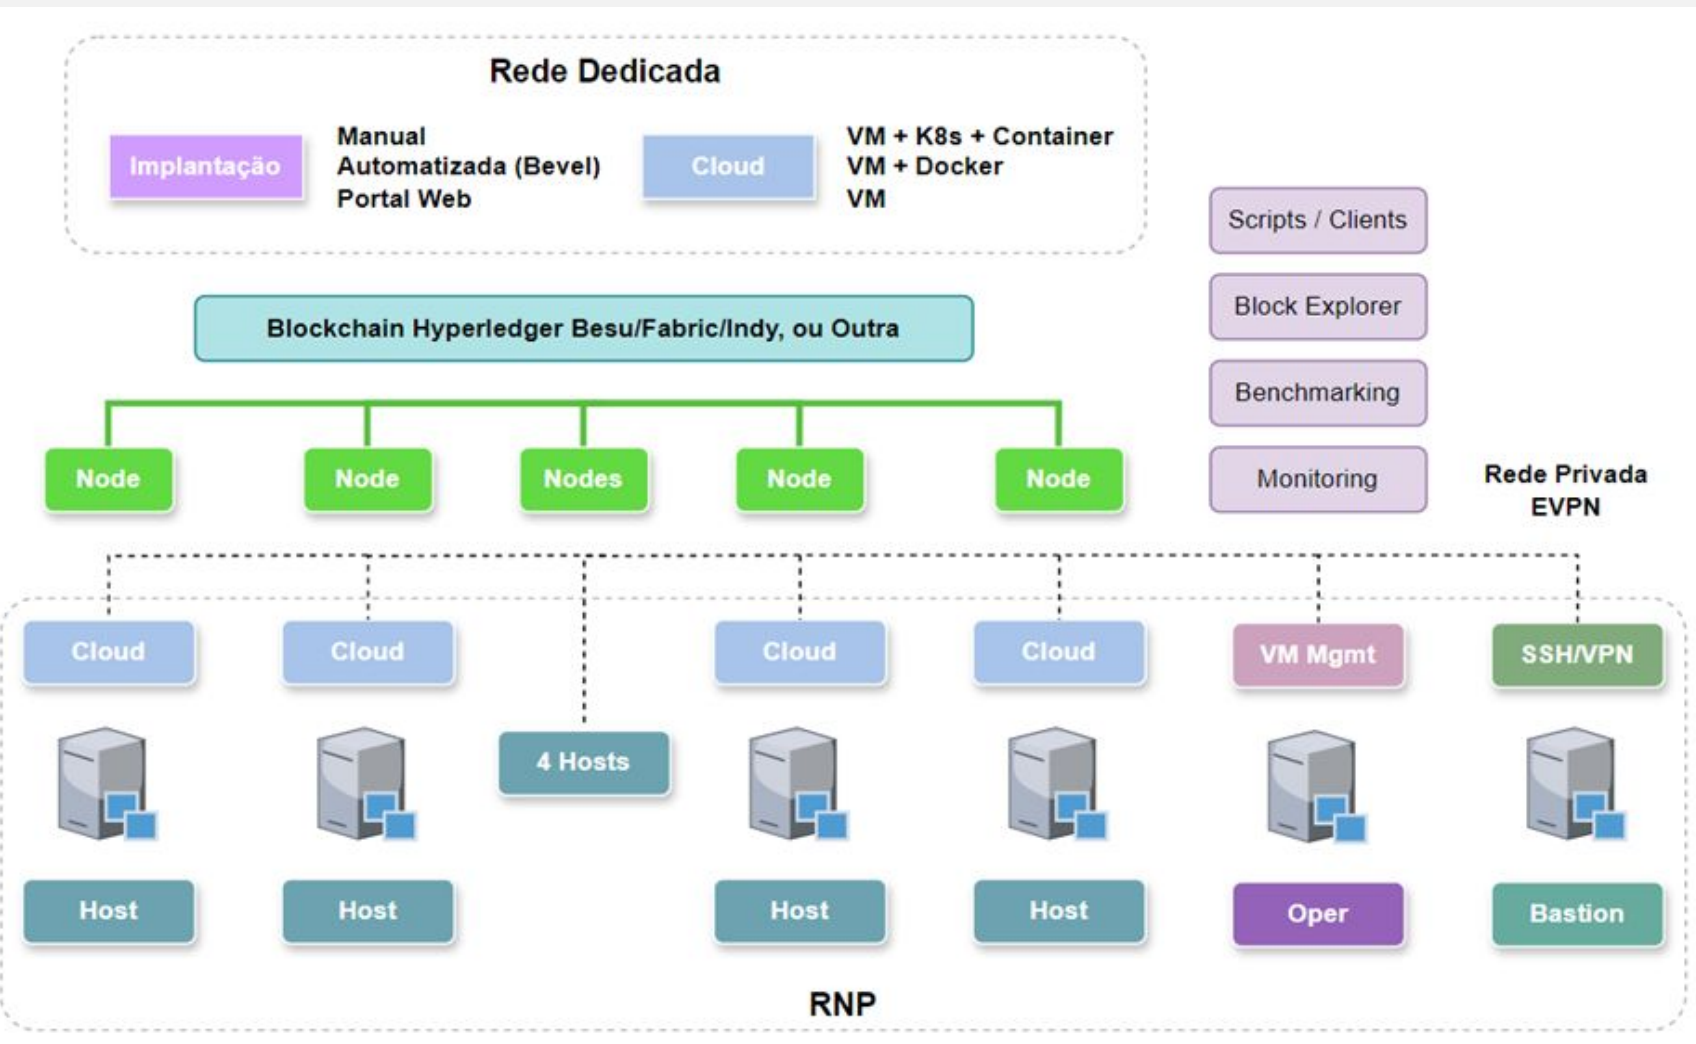 Rede Dedicada
Implantação
Manual
Automatizada (Bevel)
Portal Web
Cloud
VM + K8s + Container
VM + Docker
VM
Scripts / Clients
Block Explorer
Benchmarking
Monitoring
Blockchain Hyperledger Besu/Fabric/Indy, ou Outra
Node
Node
Nodes
Node
Node
Rede Privada
EVPN
Cloud
Cloud
Cloud
Cloud
VM Mgmt
SSH/VPN
4 Hosts
Host
Host
Host
Host
Oper
Bastion
RNP